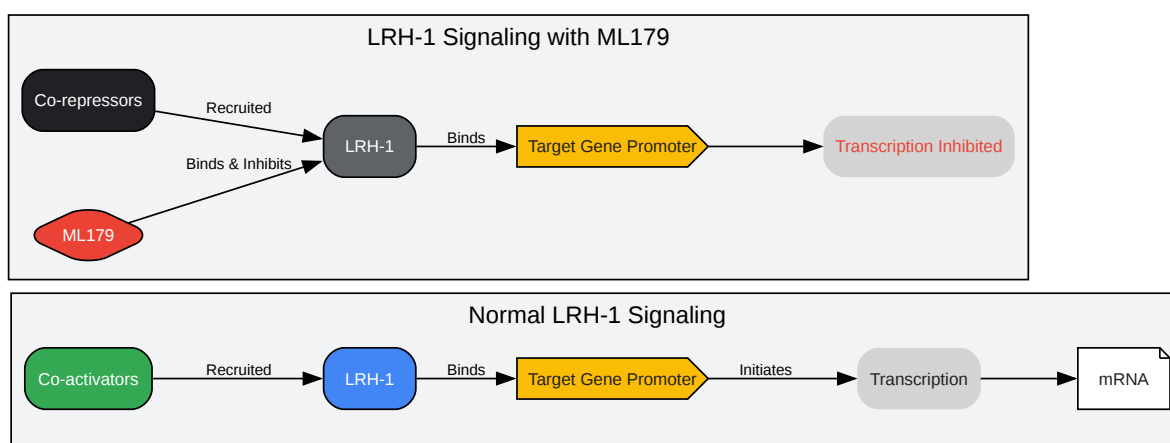 LRH-1 Signaling with ML179
Co-repressors
Recruited
LRH-1
Binds
Target Gene Promoter
Transcription Inhibited
Binds & Inhibits
ML179
Normal LRH-1 Signaling
Co-activators
Recruited
LRH-1
Binds
Target Gene Promoter
Initiates
Transcription
mRNA